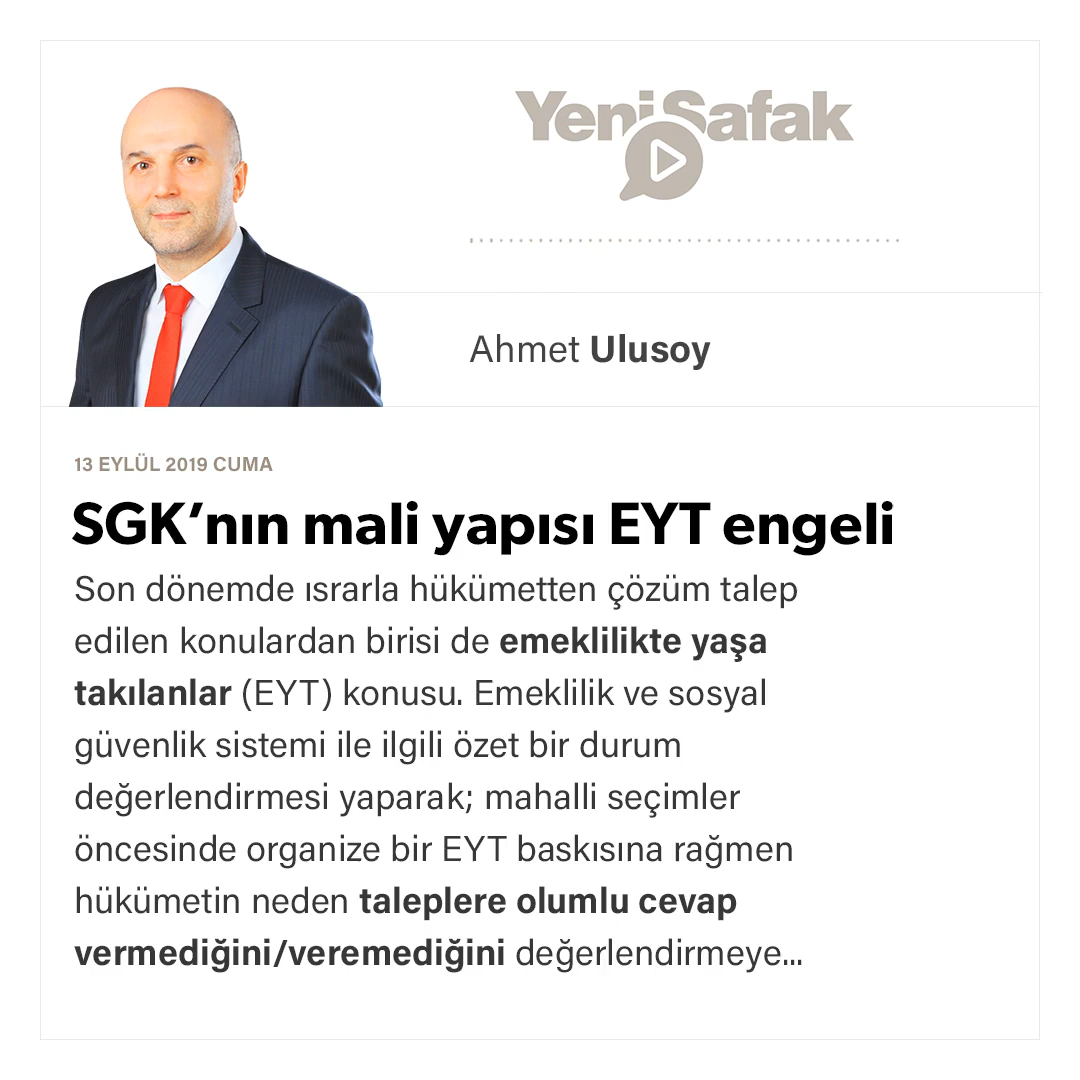 YeniŞafak
Ahmet Ulusoy
13 EYLÜL 2019 CUMA
SGK’nın mali yapısı EYT engeli
Son dönemde ısrarla hükümetten çözüm talep
edilen konulardan birisi de emeklilikte yaşa
takılanlar (EYT) konusu. Emeklilik ve sosyal
güvenlik sistemi ile ilgili özet bir durum
değerlendirmesi yaparak; mahalli seçimler
öncesinde organize bir EYT baskısına rağmen
hükümetin neden taleplere olumlu cevap
vermediğini/veremediğini değerlendirmeye...